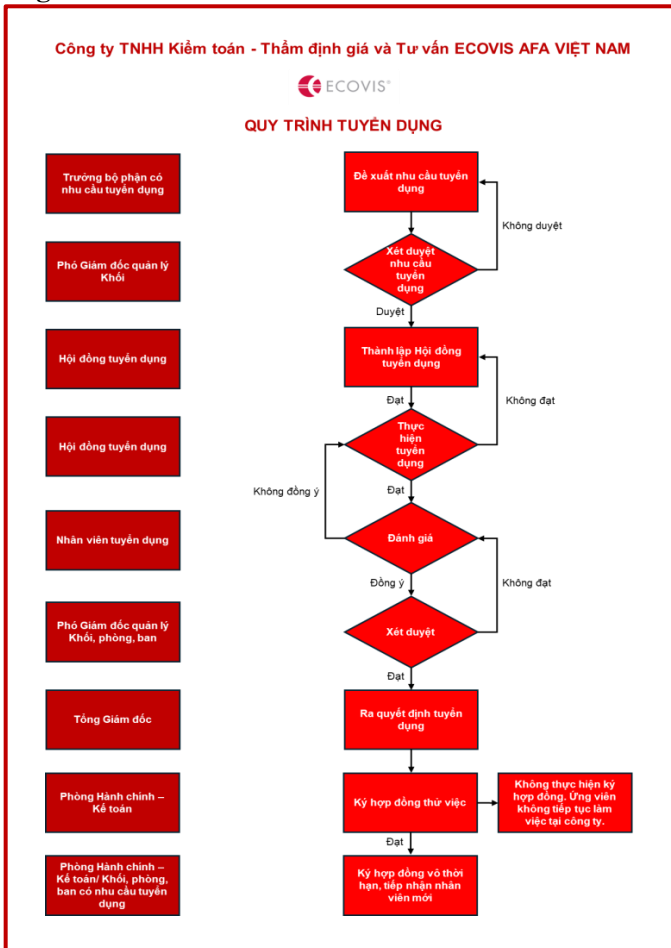 Công ty TNHH Kiểm toán - Thẩm định giá và Tư vấn ECOVIS AFA VIỆT NAM
ECOVIS®
QUY TRÌNH TUYỂN DỤNG
Trưởng bộ phận có
nhu cầu tuyển dụng
Đề xuất nhu cầu tuyển
dụng
Không duyệt
Phó Giám đốc quản lý
Khối
Xét duyệt
nhu cầu
tuyển
dụng
Duyệt
Hội đồng tuyển dụng
Thành lập Hội đồng
tuyển dụng
Đạt
Không đạt
Hội đồng tuyển dụng
Thực
hiện
tuyển
dụng
Không đồng ý
Đạt
Nhân viên tuyển dụng
Đánh giá
Đồng ý
Không đạt
Phó Giám đốc quản lý
Khối, phòng, ban
Xét duyệt
Đạt
Tổng Giám đốc
Ra quyết định tuyển
dụng
Phòng Hành chính –
Kế toán
Ký hợp đồng thử việc
Không thực hiện ký
hợp đồng. Ứng viên
không tiếp tục làm
việc tại công ty.
Đạt
Phòng Hành chính –
Kế toán/ Khối, phòng,
ban có nhu cầu tuyển
dụng
Ký hợp đồng vô thời
hạn, tiếp nhận nhân
viên mới